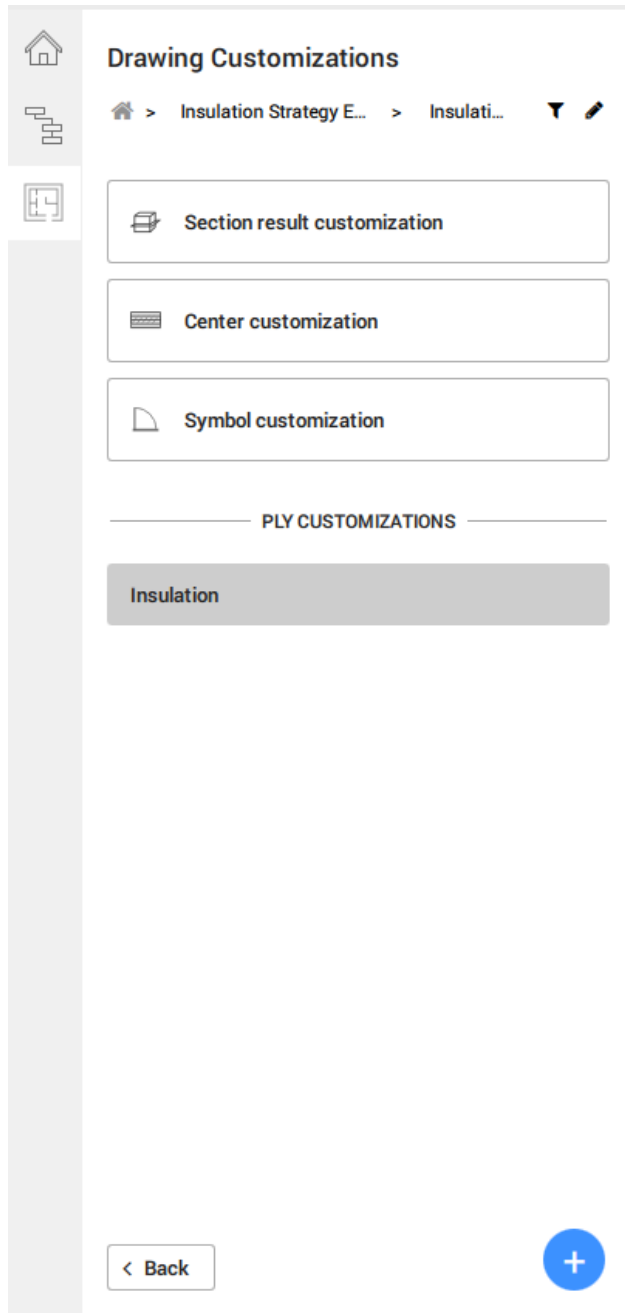 Drawing Customizations
> Insulation Strategy E... > Insulati...
Section result customization
Center customization
Symbol customization
PLY CUSTOMIZATIONS
Insulation
< Back
+